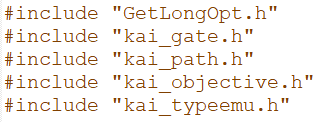 #include "GetLongOpt.h"
#include "kai_gate.h"
#include "kai_path.h"
#include "kai_objective.h"
#include "kai_typeemu.h"